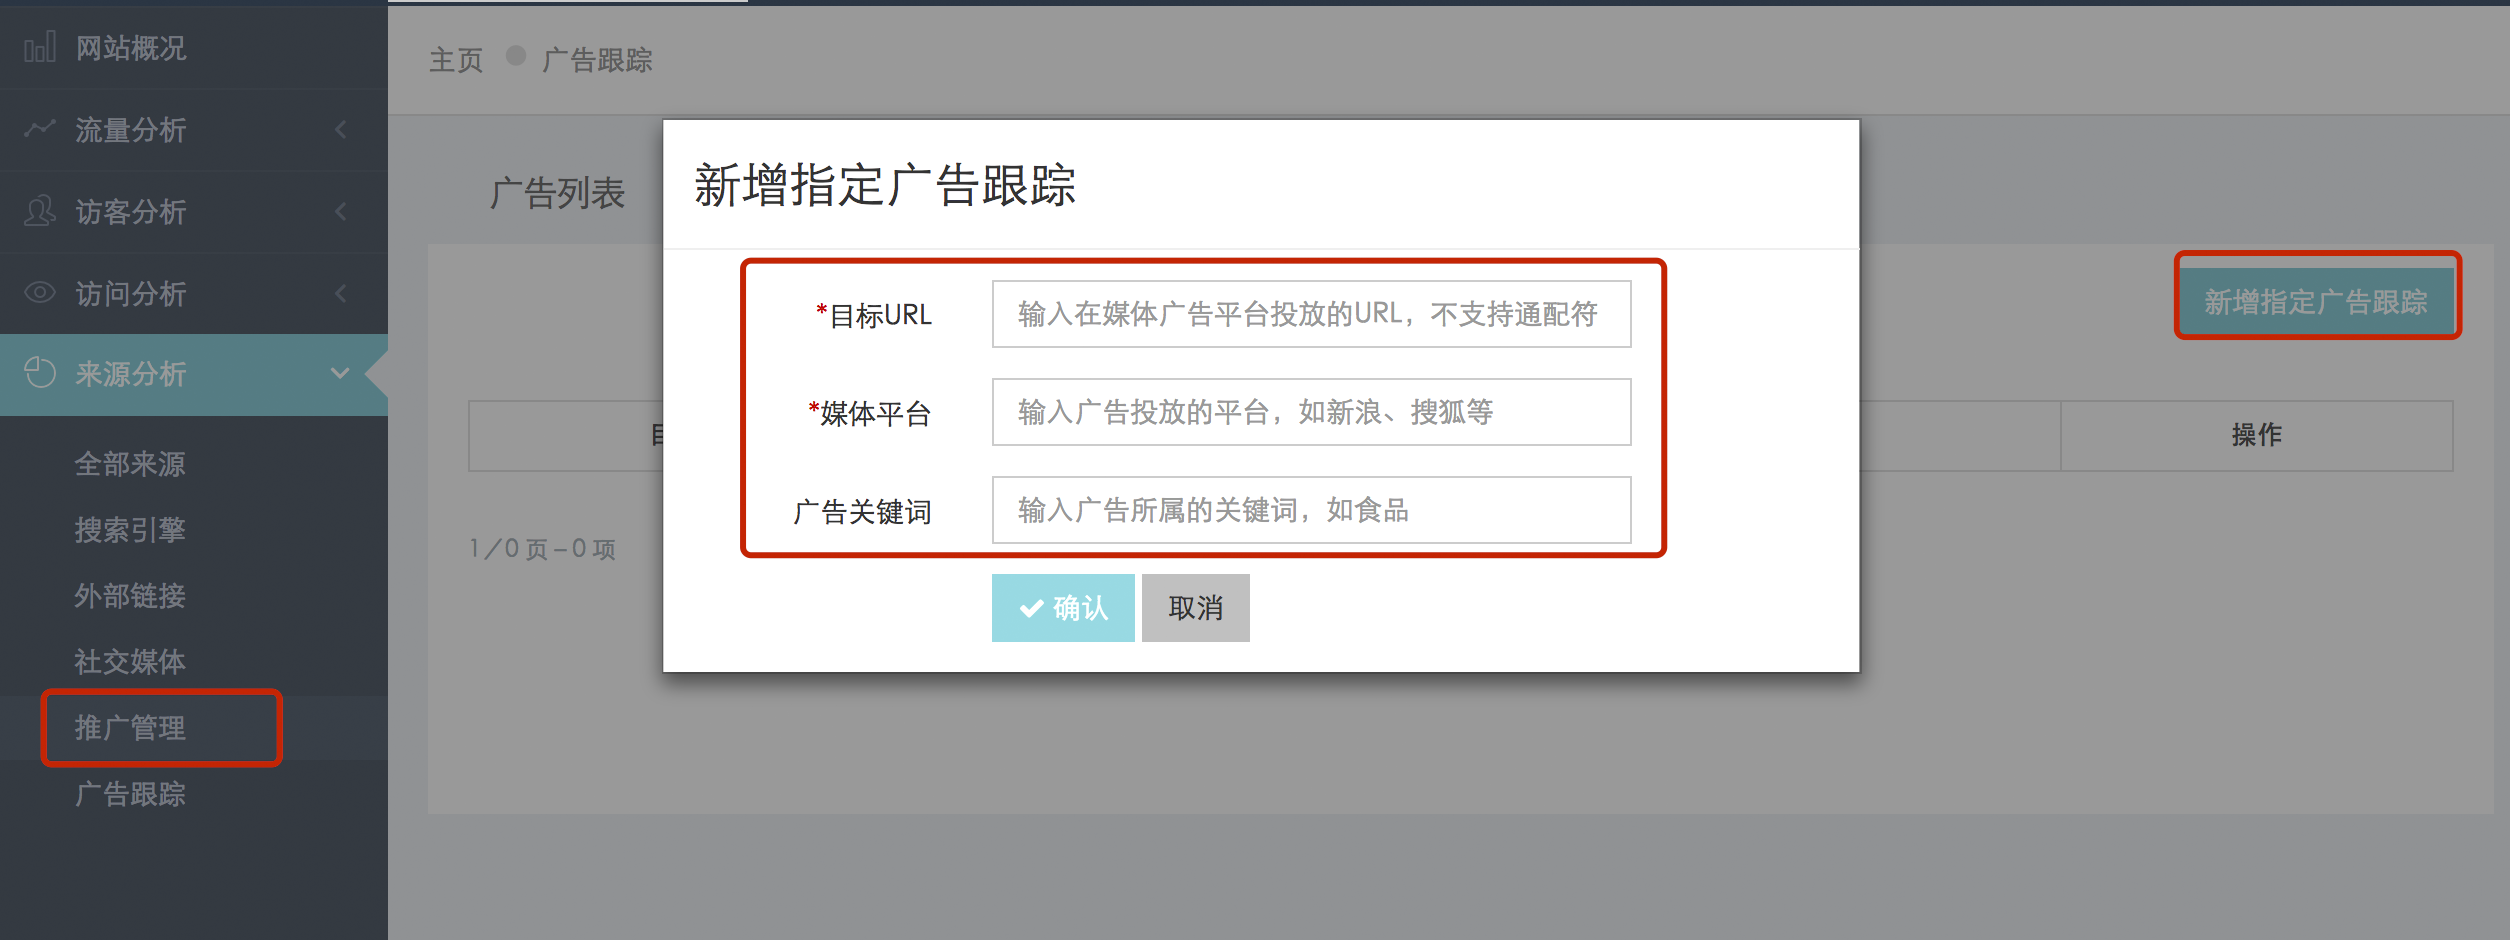 网站概况
流量分析
访客分析
访问分析
来源分析
全部来源
搜索引擎
外部链接
社交媒体
推广管理
广告跟踪
主页 广告跟踪
广告列表
新增指定广告跟踪
操作
1/0 页 – 0 项
新增指定广告跟踪
*目标URL 输入在媒体广告平台投放的URL，不支持通配符
*媒体平台 输入广告投放的平台，如新浪、搜狐等
广告关键词 输入广告所属的关键词，如食品
确认 取消